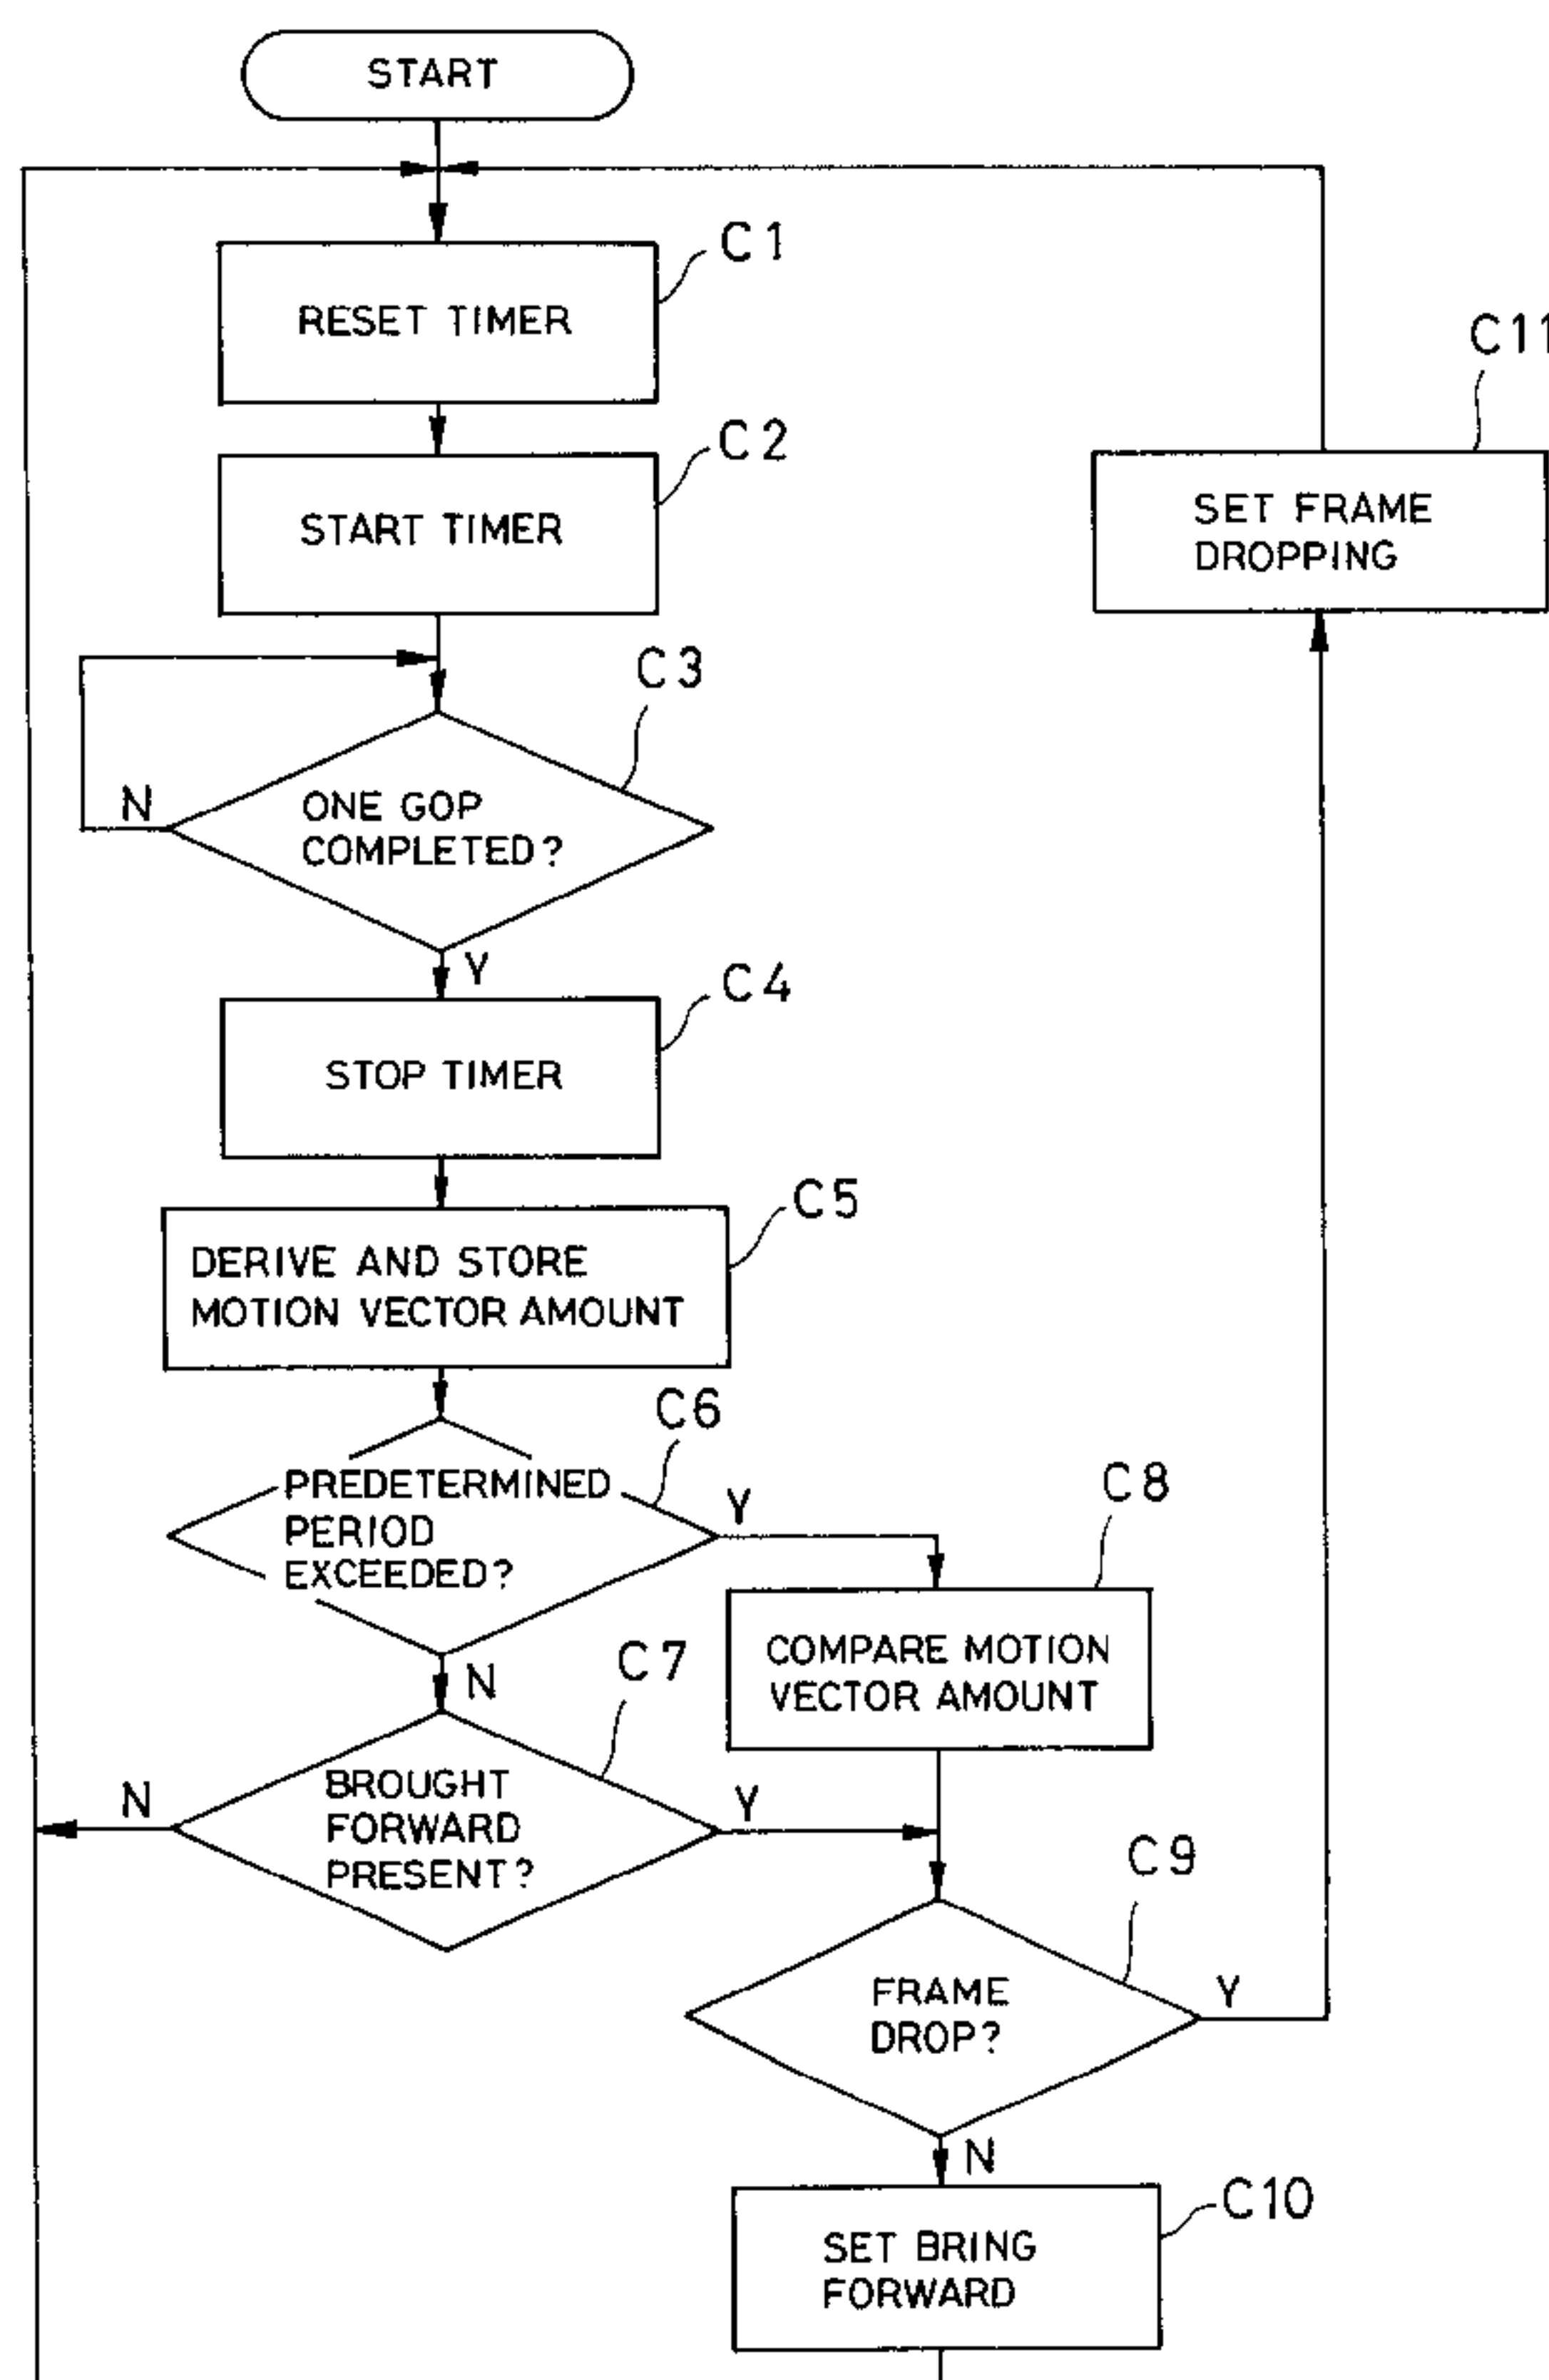 START
C1
RESET TIMER
C2
START TIMER
C3
N
ONE GOP
COMPLETED?
Y
C4
STOP TIMER
C5
DERIVE AND STORE
MOTION VECTOR AMOUNT
C6
PREDETERMINED
PERIOD
EXCEEDED?
Y
N
C8
COMPARE MOTION
VECTOR AMOUNT
C7
BROUGHT
FORWARD
PRESENT?
N
Y
C9
FRAME
DROP?
Y
N
C10
SET BRING
FORWARD
C11
SET FRAME
DROPPING